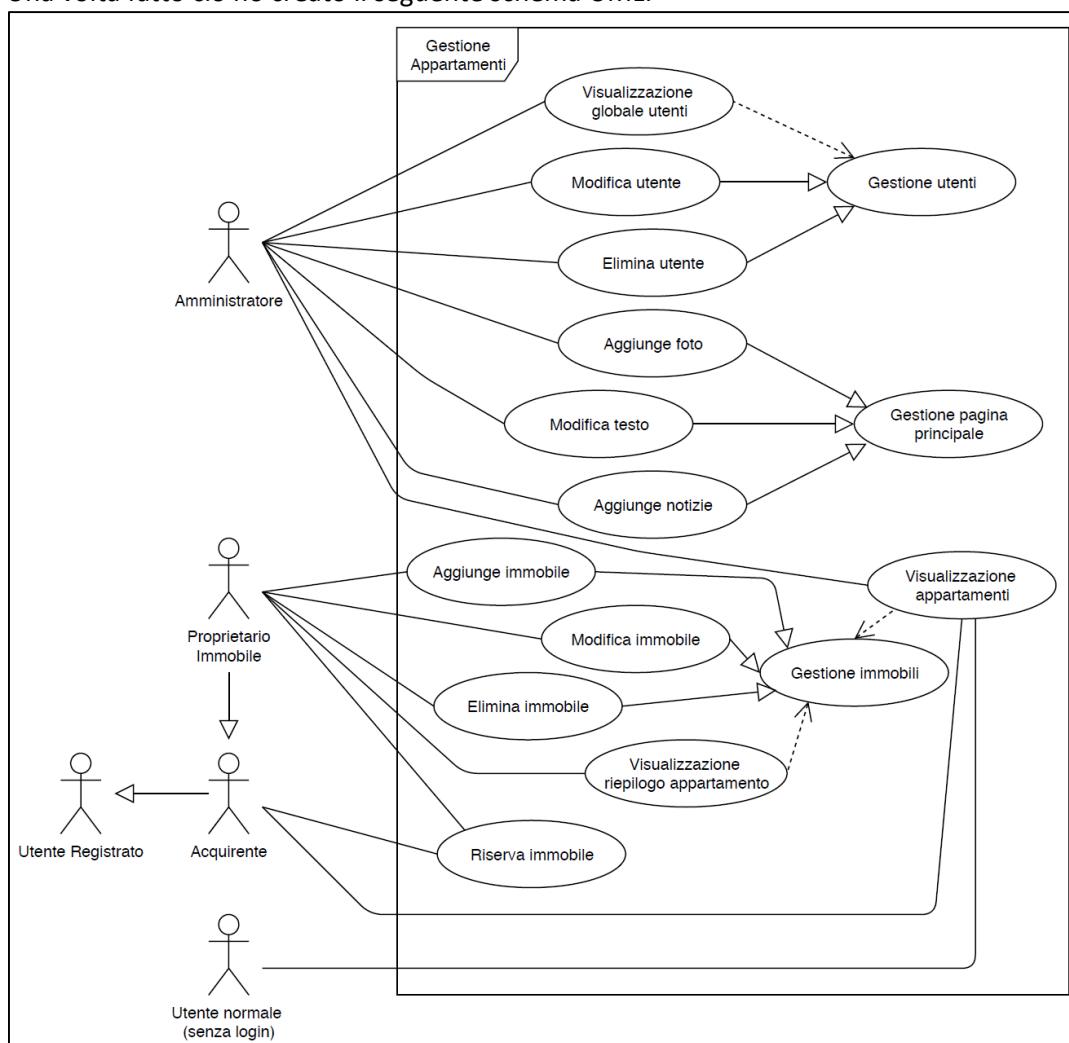 Una volta fatto ciò ho creato il seguente schema UML:
Gestione
Appartamenti
Visualizzazione
globale utenti
Modifica utente
Gestione utenti
Elimina utente
Amministratore
Aggiunge foto
Modifica testo
Gestione pagina
principale
Aggiunge notizie
Aggiunge immobile
Visualizzazione
appartamenti
Proprietario
Immobile
Modifica immobile
Gestione immobili
Elimina immobile
Visualizzazione
riepilogo appartamento
Utente Registrato
Acquirente
Riserva immobile
Utente normale
(senza login)